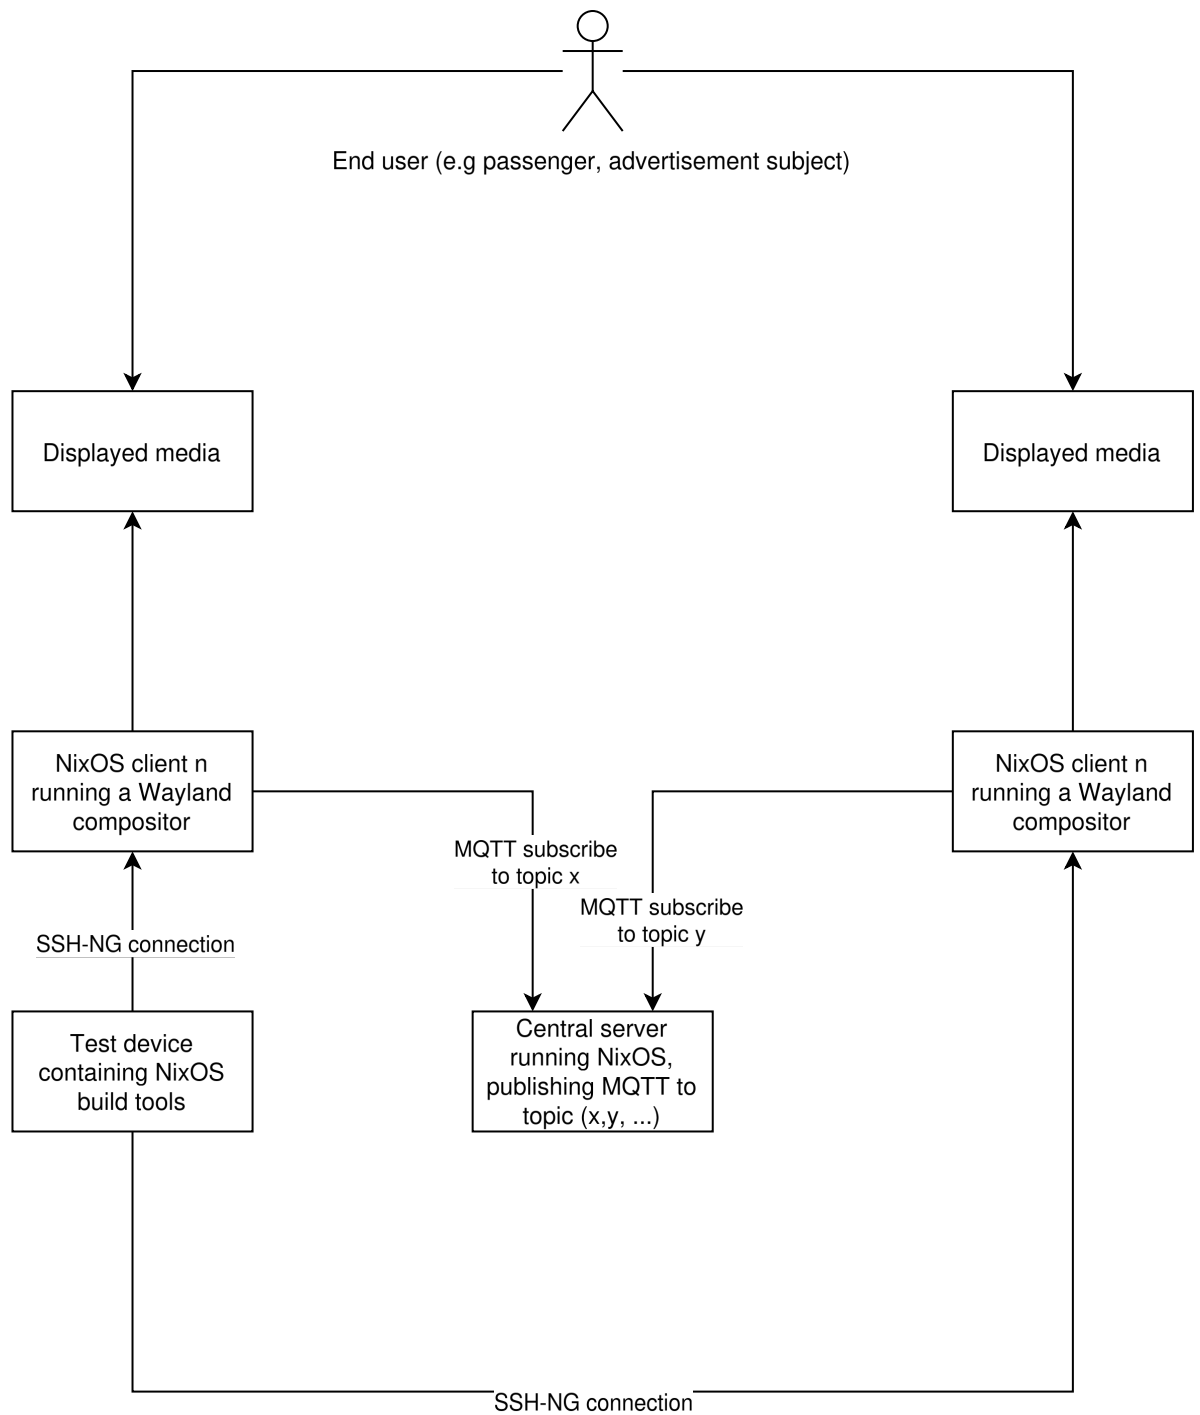 End user (e.g passenger, advertisement subject)
Displayed media
Displayed media
NixOS client n
running a Wayland
compositor
NixOS client n
running a Wayland
compositor
MQTT subscribe
to topic x
MQTT subscribe
to topic y
SSH-NG connection
Test device
containing NixOS
build tools
Central server
running NixOS,
publishing MQTT to
topic (x,y, ...)
SSH-NG connection